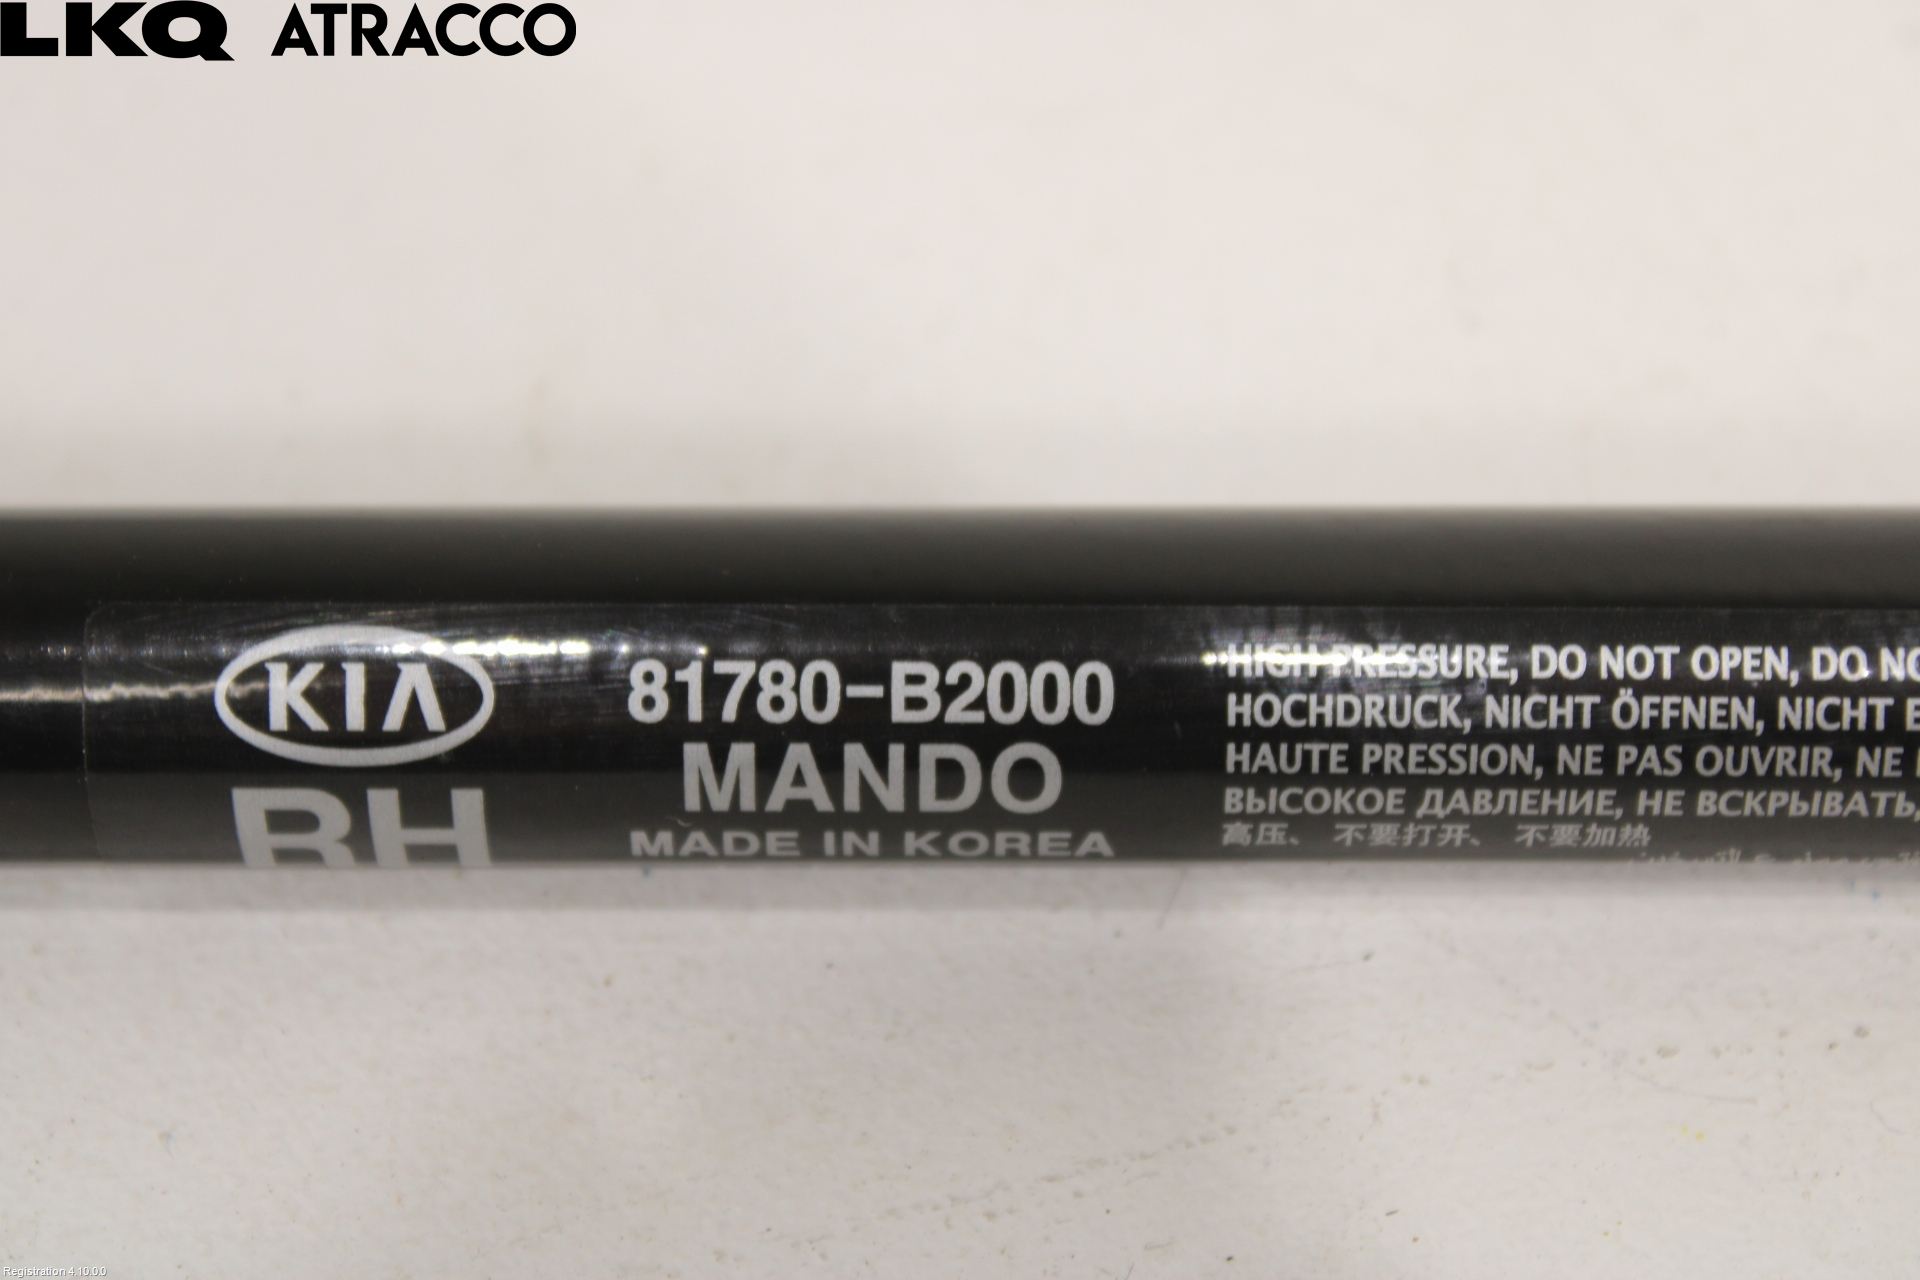 LKQ ATRACCO
KIA
RH
81780-B2000
MANDO
MADE IN KOREA
HIGH PRESSURE, DO NOT OPEN, DO NO
HOCHDRUCK, NICHT ÖFFNEN, NICHT
HAUTE PRESSION, NE PAS OUVRIR, NE
ВЫСОКОЕ ДАВЛЕНИЕ, НЕ ВСКРЫВАТЬ,
高压、 不要打开、 不要加热
Registration 4.10.0.0